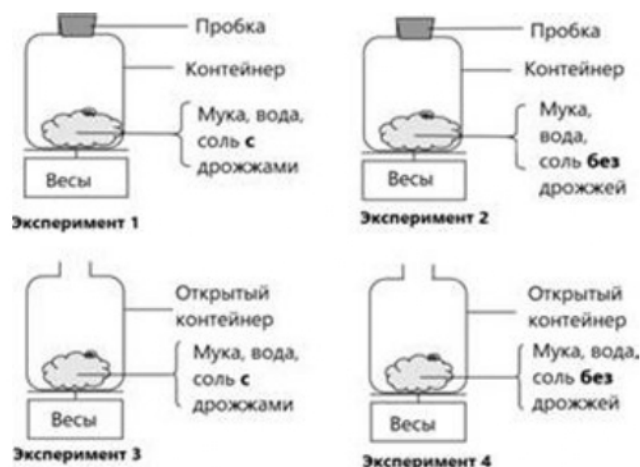 Пробка
Контейнер
Мука, вода,
соль с
дрожжами
Весы
Эксперимент 1
Пробка
Контейнер
Мука,
вода,
соль без
дрожжей
Весы
Эксперимент 2
Открытый
контейнер
Мука, вода,
соль с
дрожжами
Весы
Эксперимент 3
Открытый
контейнер
Мука, вода,
соль без
дрожжей
Весы
Эксперимент 4